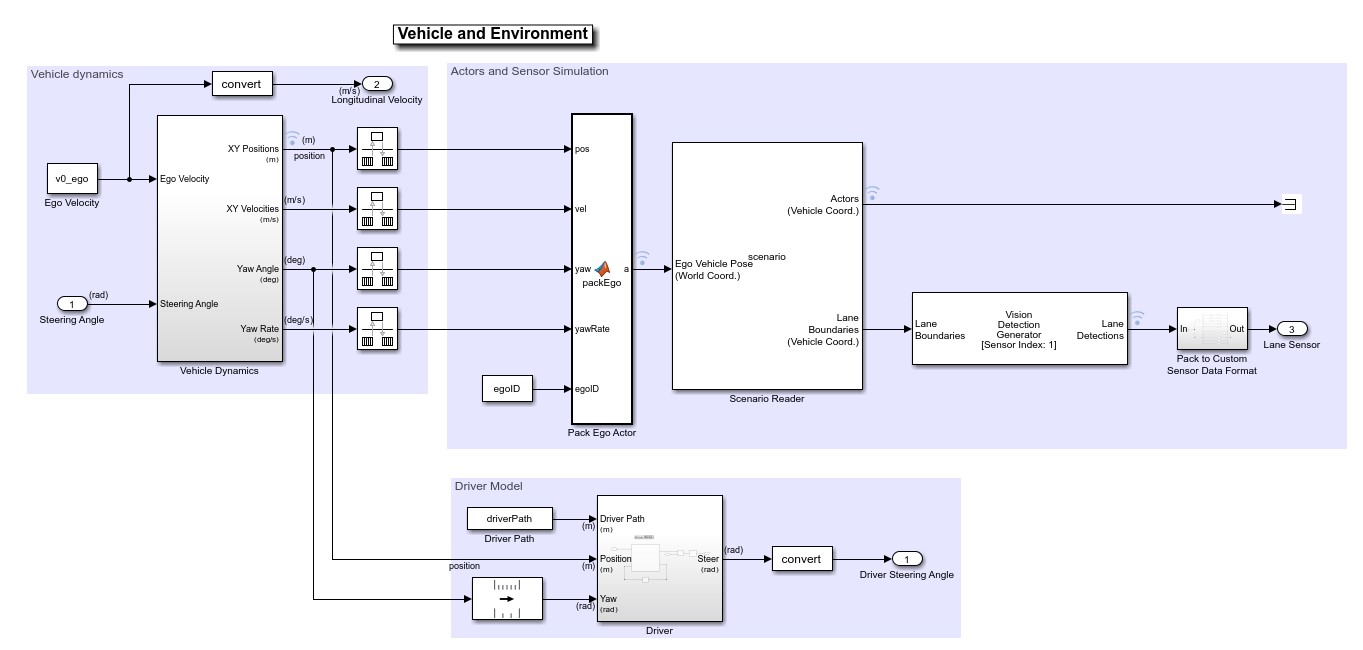 Vehicle and Environment
Vehicle dynamics
convert
2
(m/s)
Longitudinal Velocity
v0_ego
Ego Velocity
1
(rad)
Steering Angle
Ego Velocity
Steering Angle
XY Positions
(m)
XY Velocities
(m/s)
Yaw Angle
(deg)
Yaw Rate
(deg/s)
Vehicle Dynamics
(m)
position
(m/s)
(deg)
(deg/s)
Actors and Sensor Simulation
pos
vel
yaw
a
packEgo
yawRate
egoID
egoID
Pack Ego Actor
Ego Vehicle Pose
(World Coord.)
scenario
Actors
(Vehicle Coord.)
Lane
Boundaries
(Vehicle Coord.)
Scenario Reader
Lane
Boundaries
Vision
Detection
Generator
[Sensor Index: 1]
Lane
Detections
In
Out
Pack to Custom
Sensor Data Format
3
Lane Sensor
Driver Model
driverPath
Driver Path
(m)
position
(m)
(rad)
Driver Path
(m)
Position
(m)
Yaw
(rad)
Steer
(rad)
Driver
(rad)
convert
1
Driver Steering Angle